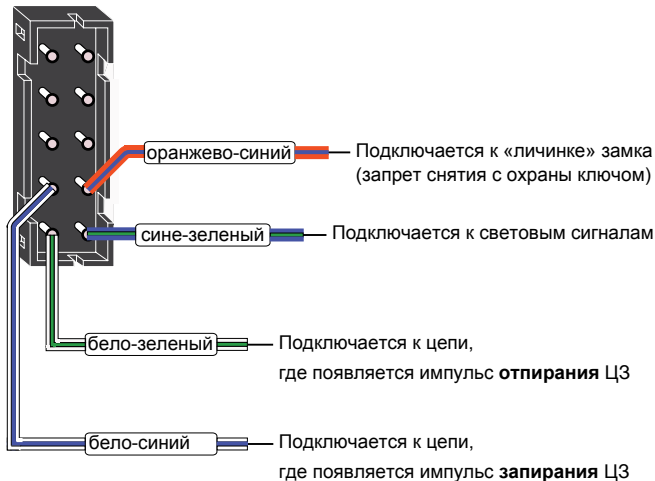 оранжево-синий
Подключается к «личинке» замка
(запрет снятия с охраны ключом)
сине-зеленый
Подключается к световым сигналам
бело-зеленый
Подключается к цепи,
где появляется импульс отпирания ЦЗ
бело-синий
Подключается к цепи,
где появляется импульс запирания ЦЗ